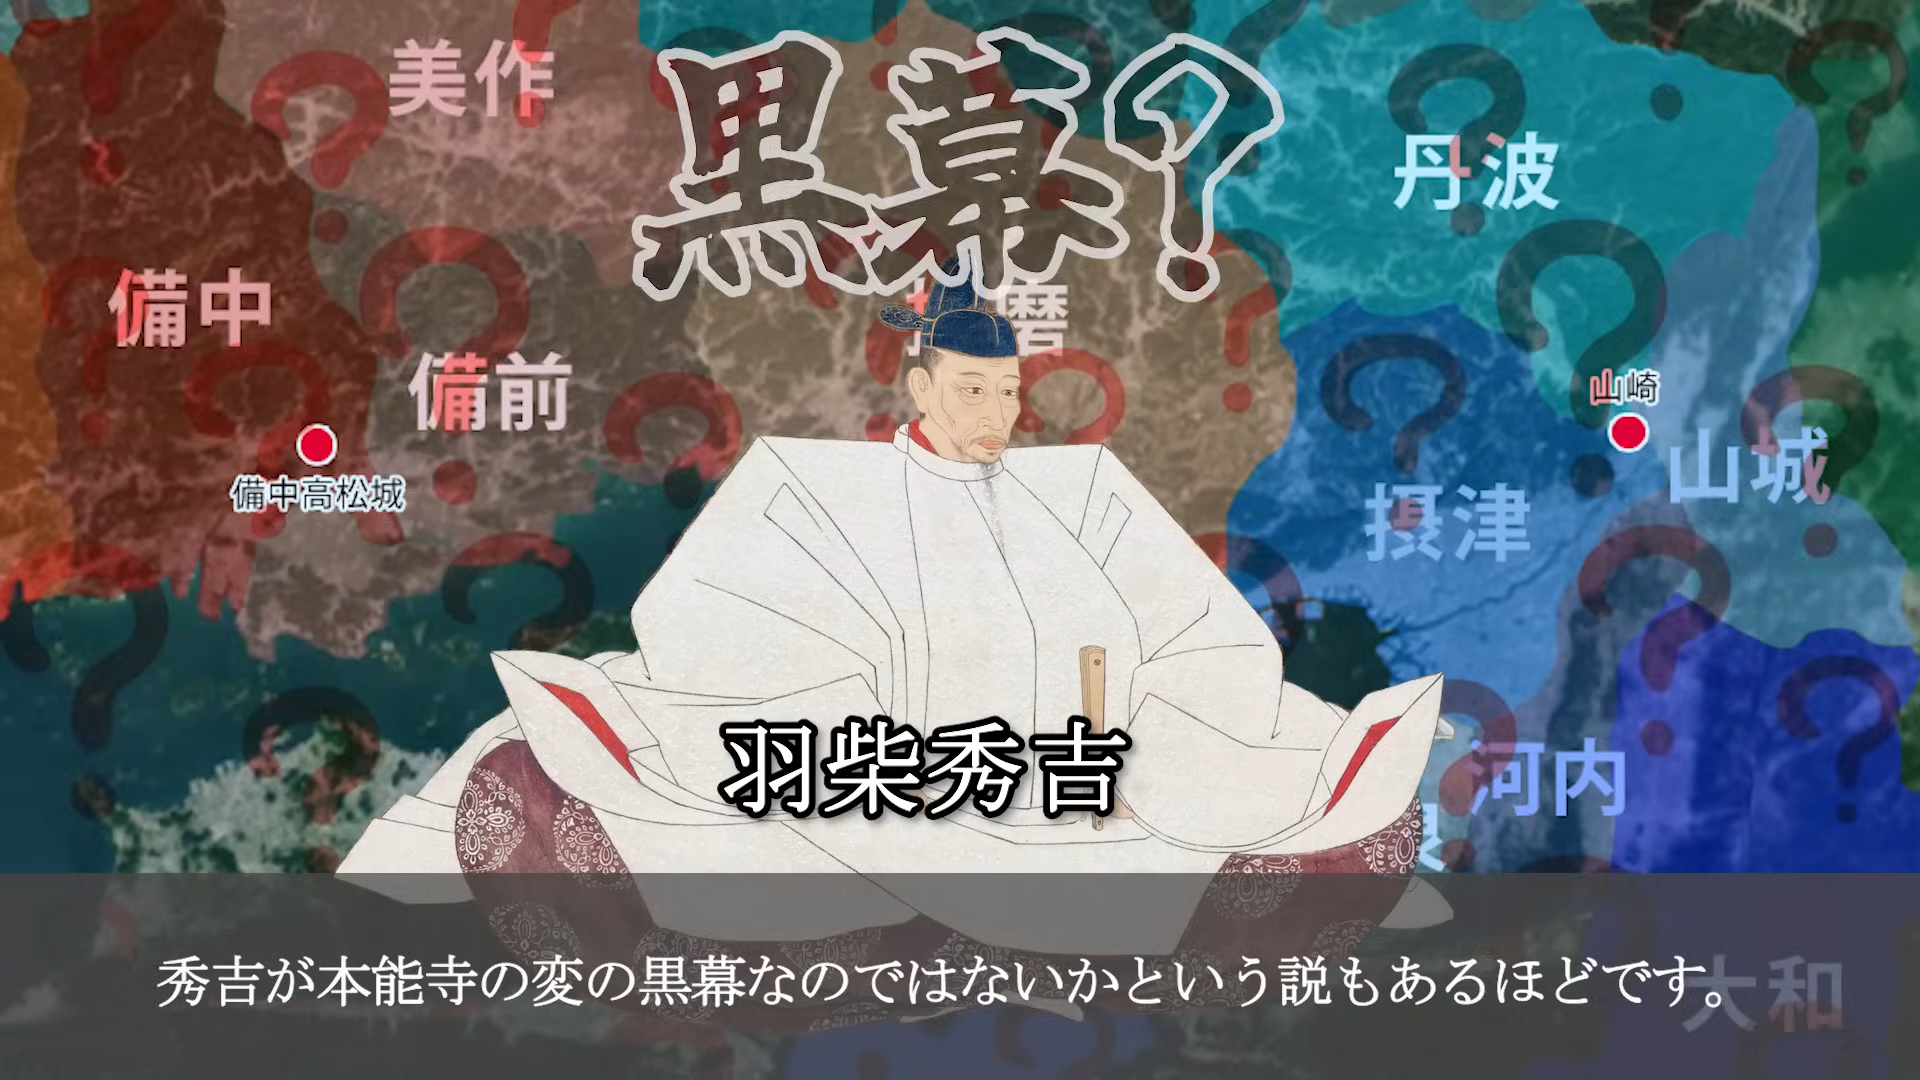 黒幕?
美作
丹波
備中
磨
備前
山崎
山城
備中高松城
摂津
羽柴秀吉
河内
秀吉が本能寺の変の黒幕なのではないかという説もあるほどです。
大和